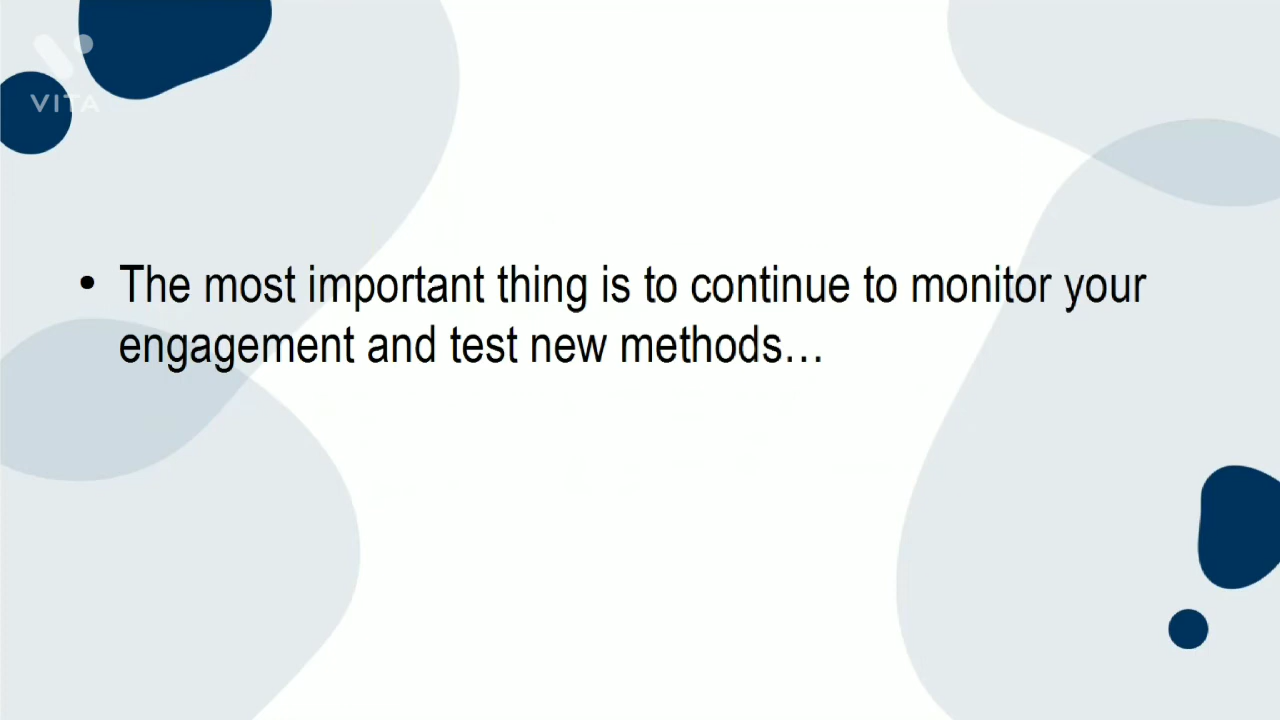 VITA
• The most important thing is to continue to monitor your
engagement and test new methods…